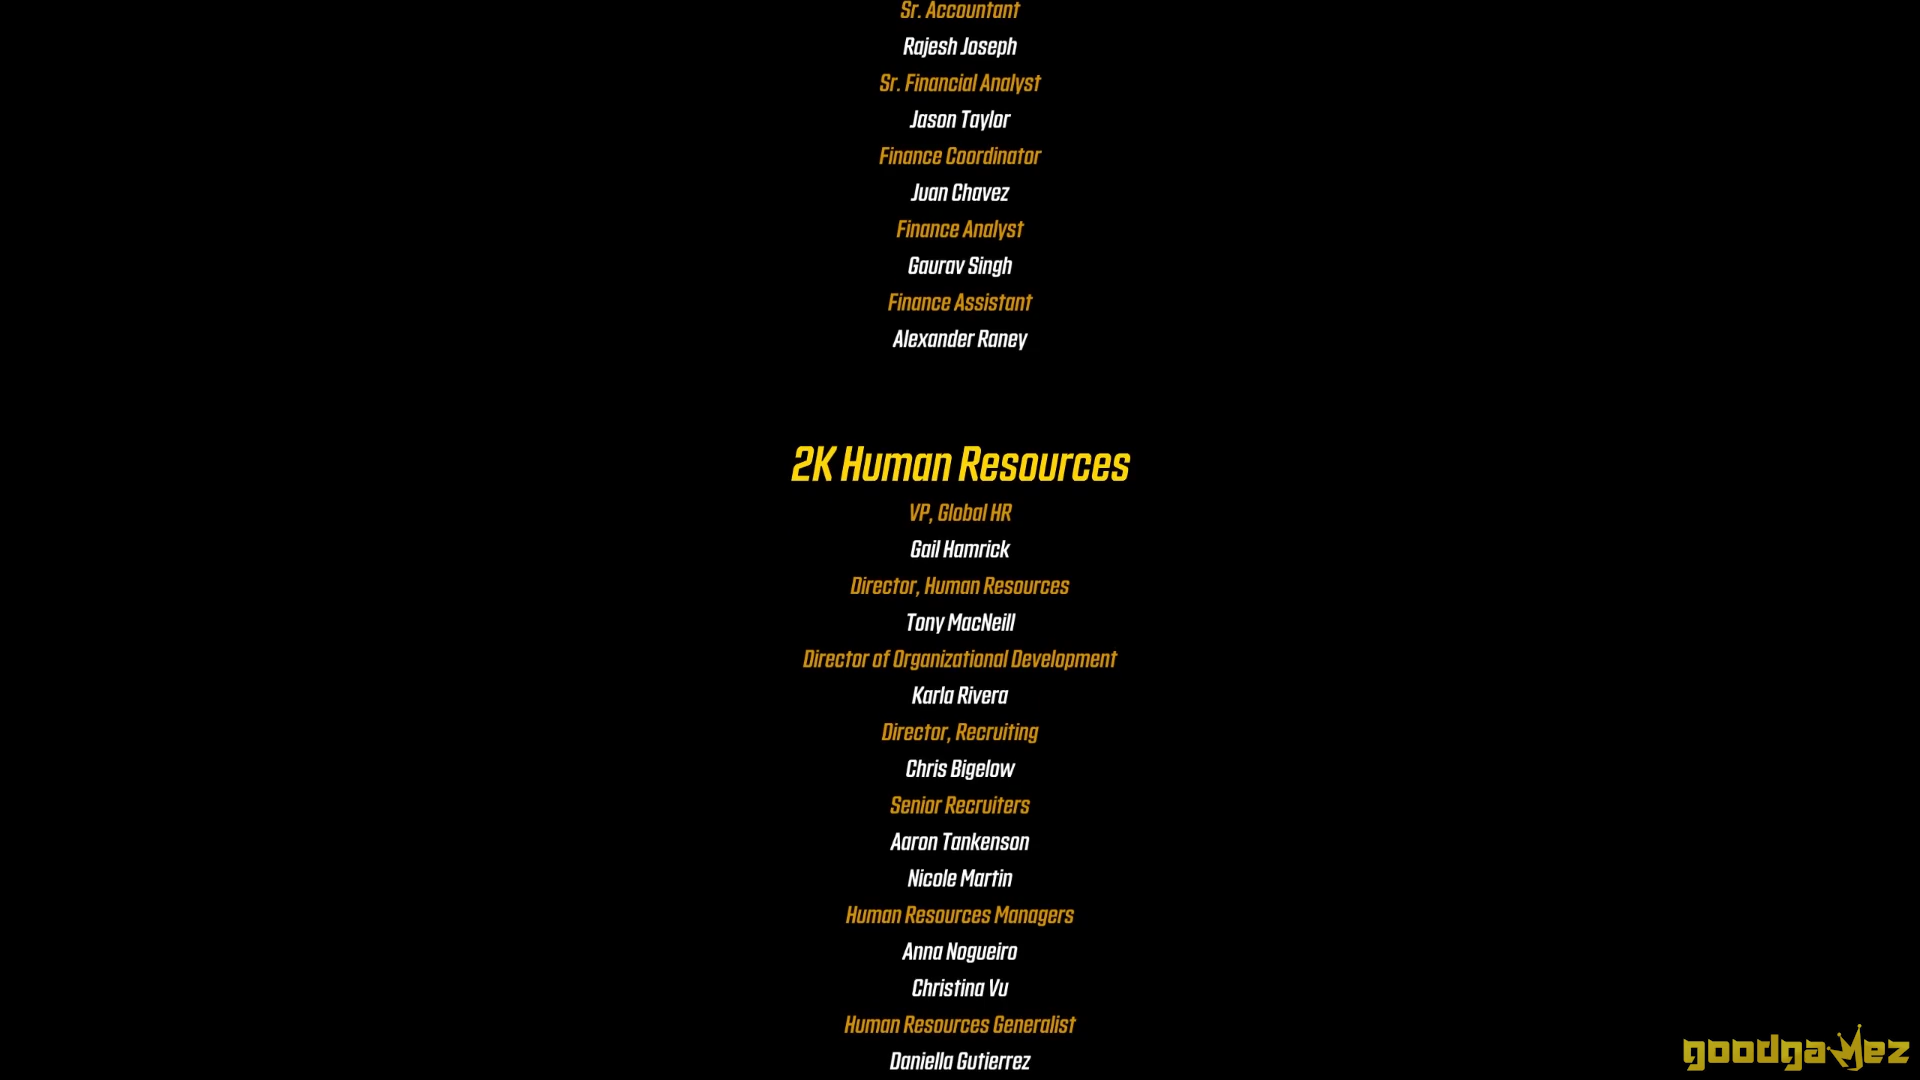 Sr. Accountant
Rajesh Joseph
Sr. Financial Analyst
Jason Taylor
Finance Coordinator
Juan Chavez
Finance Analyst
Gaurav Singh
Finance Assistant
Alexander Raney
2K Human Resources
VP, Global HR
Gail Hamrick
Director, Human Resources
Tony MacNeill
Director of Organizational Development
Karla Rivera
Director, Recruiting
Chris Bigelow
Senior Recruiters
Aaron Tankenson
Nicole Martin
Human Resources Managers
Anna Nogueiro
Christina Vu
Human Resources Generalist
Daniella Gutierrez
goodgamez